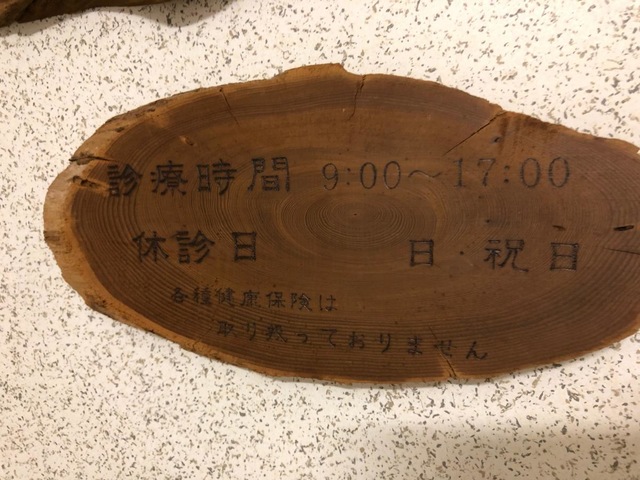 診療時間 9:00〜17:00
休診日 日・祝日
各種健康保険は
取り扱っておりません